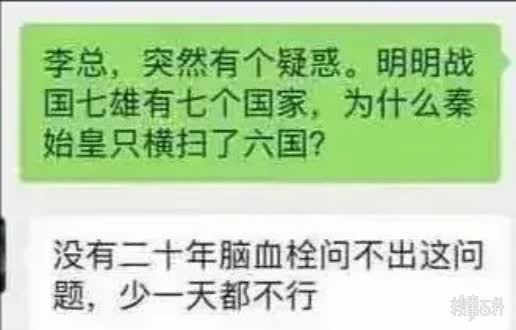 李总，突然有个疑惑。明明战
国七雄有七个国家，为什么秦
始皇只横扫了六国？
没有二十年脑血栓问不出这问
题，少一天都不行